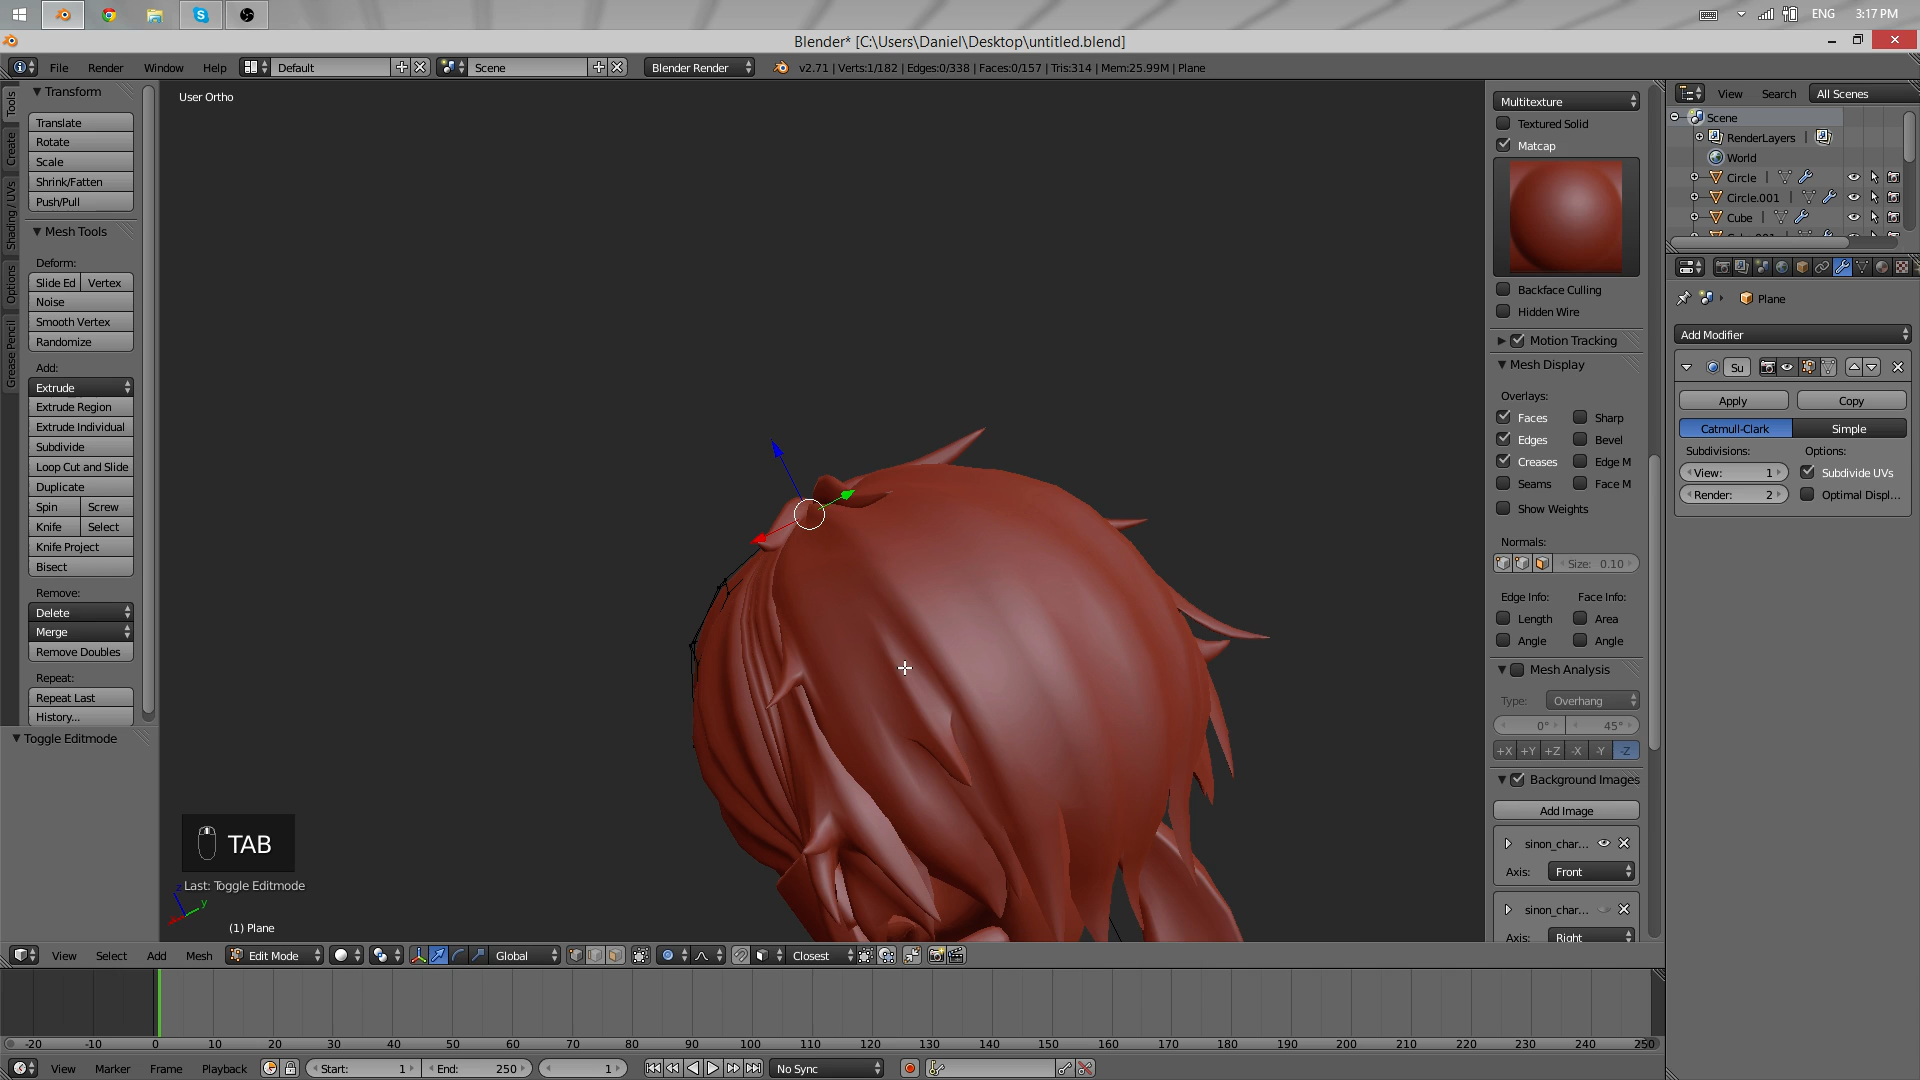 ENG
3:17 PM
Blender* [C:\Users\Daniel\Desktop\untitled.blend]
File Render Window Help
Default
Scene
Blender Render
v2.71 | Verts:1/182 | Edges:0/338 | Faces:0/157 | Tris:314 | Mem:25.99M | Plane
Tools
Create
Shading / UVs
Options
Grease Pencil
Transform
Translate
Rotate
Scale
Shrink/Fatten
Push/Pull
Mesh Tools
Deform:
Slide Ed Vertex
Noise
Smooth Vertex
Randomize
Add:
Extrude
Extrude Region
Extrude Individual
Subdivide
Loop Cut and Slide
Duplicate
Spin Screw
Knife Select
Knife Project
Bisect
Remove:
Delete
Merge
Remove Doubles
Repeat:
Repeat Last
History...
Toggle Editmode
User Ortho
TAB
Last: Toggle Editmode
z
y
x
(1) Plane
Multitexture
Textured Solid
Matcap
Backface Culling
Hidden Wire
Motion Tracking
Mesh Display
Overlays:
Faces Sharp
Edges Bevel
Creases Edge M
Seams Face M
Show Weights
Normals:
Size: 0.10
Edge Info: Face Info:
Length Area
Angle Angle
Mesh Analysis
Type: Overhang
0° 45°
+X +Y +Z -X -Y -Z
Background Images
Add Image
sinon_char...
Axis: Front
sinon_char...
Axis: Right
View Search All Scenes
Scene
RenderLayers |
World
Circle |
Circle.001 |
Cube |
Plane
Add Modifier
Su
Apply Copy
Catmull-Clark Simple
Subdivisions: Options:
View: 1 Subdivide UVs
Render: 2 Optimal Displ...
View Select Add Mesh Edit Mode Global Closest
-20 -10 0 10 20 30 40 50 60 70 80 90 100 110 120 130 140 150 160 170 180 190 200 210 220 230 240 250
View Marker Frame Playback Start: 1 End: 250 1 No Sync